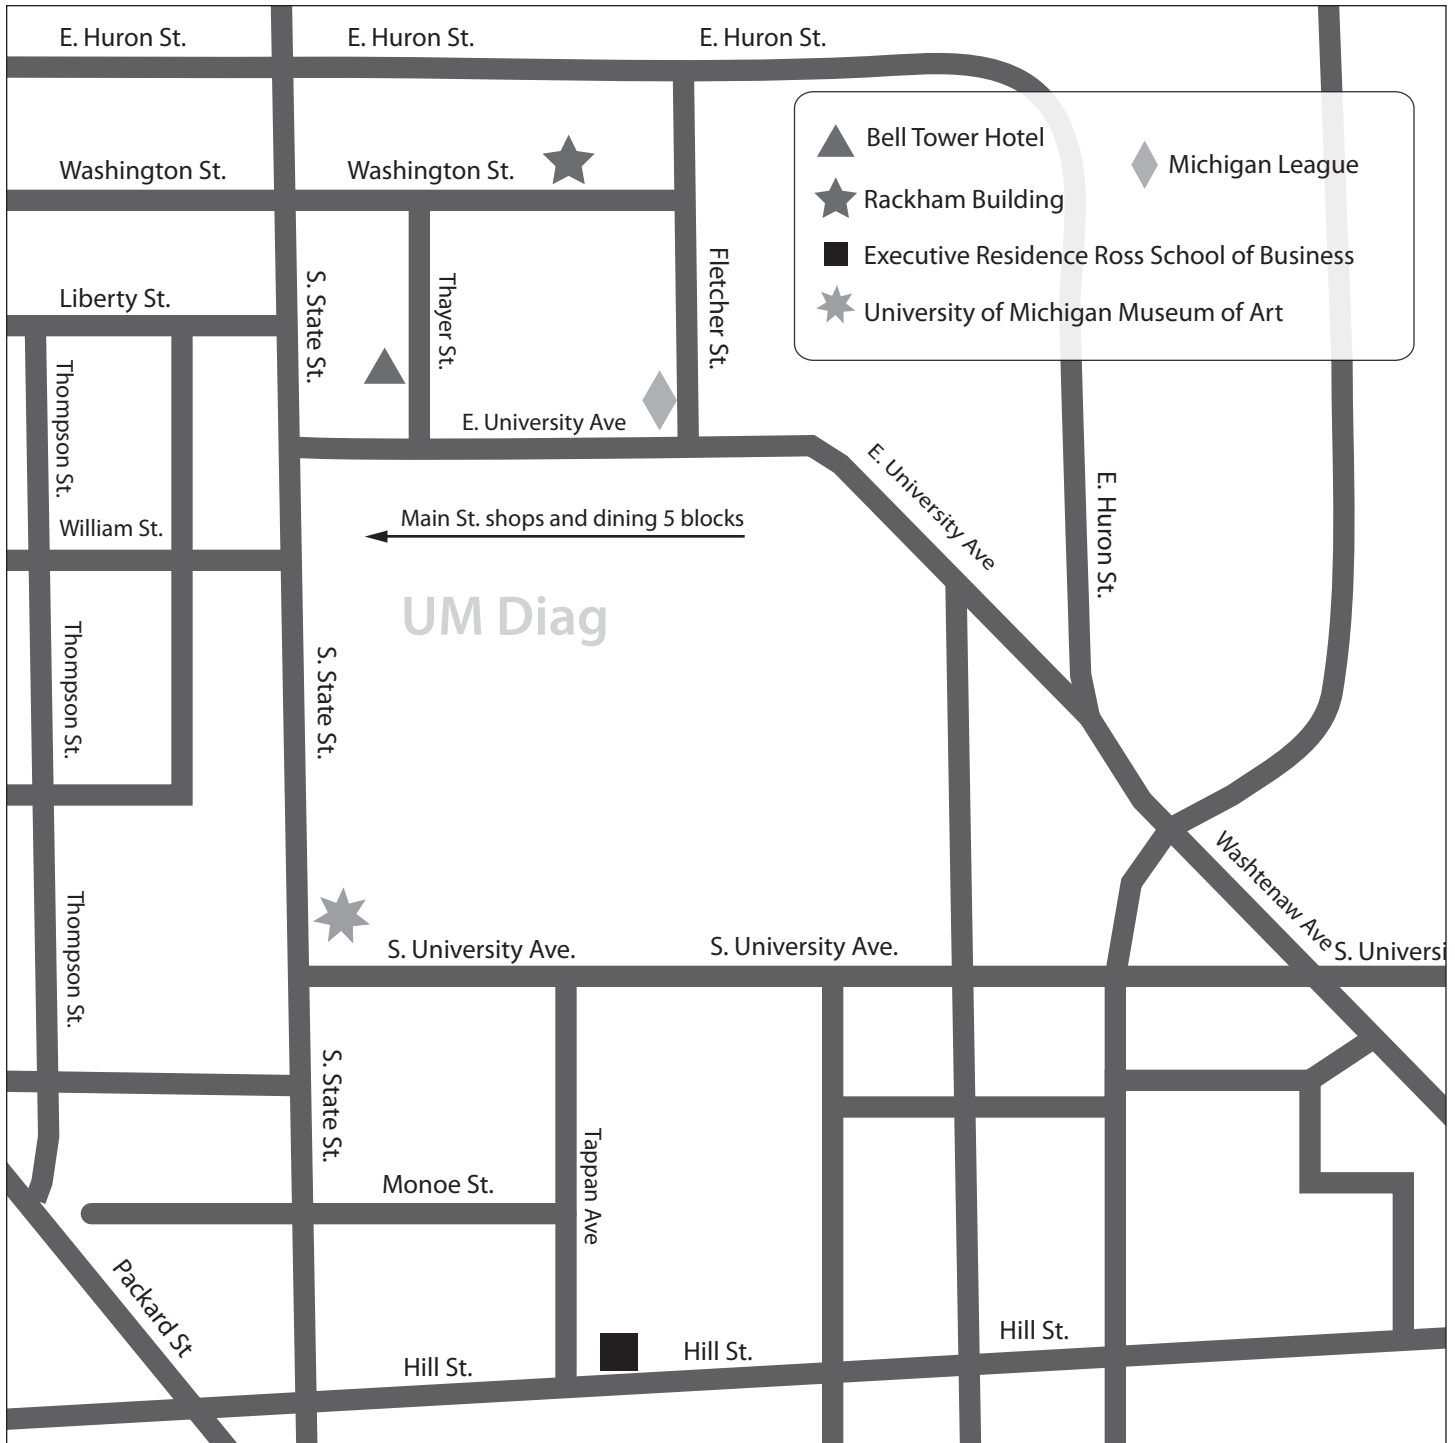 E. Huron St.
E. Huron St.
E. Huron St.
Bell Tower Hotel
Michigan League
Rackham Building
Executive Residence Ross School of Business
University of Michigan Museum of Art
Washington St.
Washington St.
Liberty St.
S. State St.
Thayer St.
Fletcher St.
Thompson St.
E. University Ave
E. University Ave
E. Huron St.
William St.
Main St. shops and dining 5 blocks
UM Diag
Thompson St.
S. State St.
Washtenaw Ave
Thompson St.
S. University Ave.
S. University Ave.
S. Universi
S. State St.
Tappan Ave
Monoe St.
Packard St
Hill St.
Hill St.
Hill St.